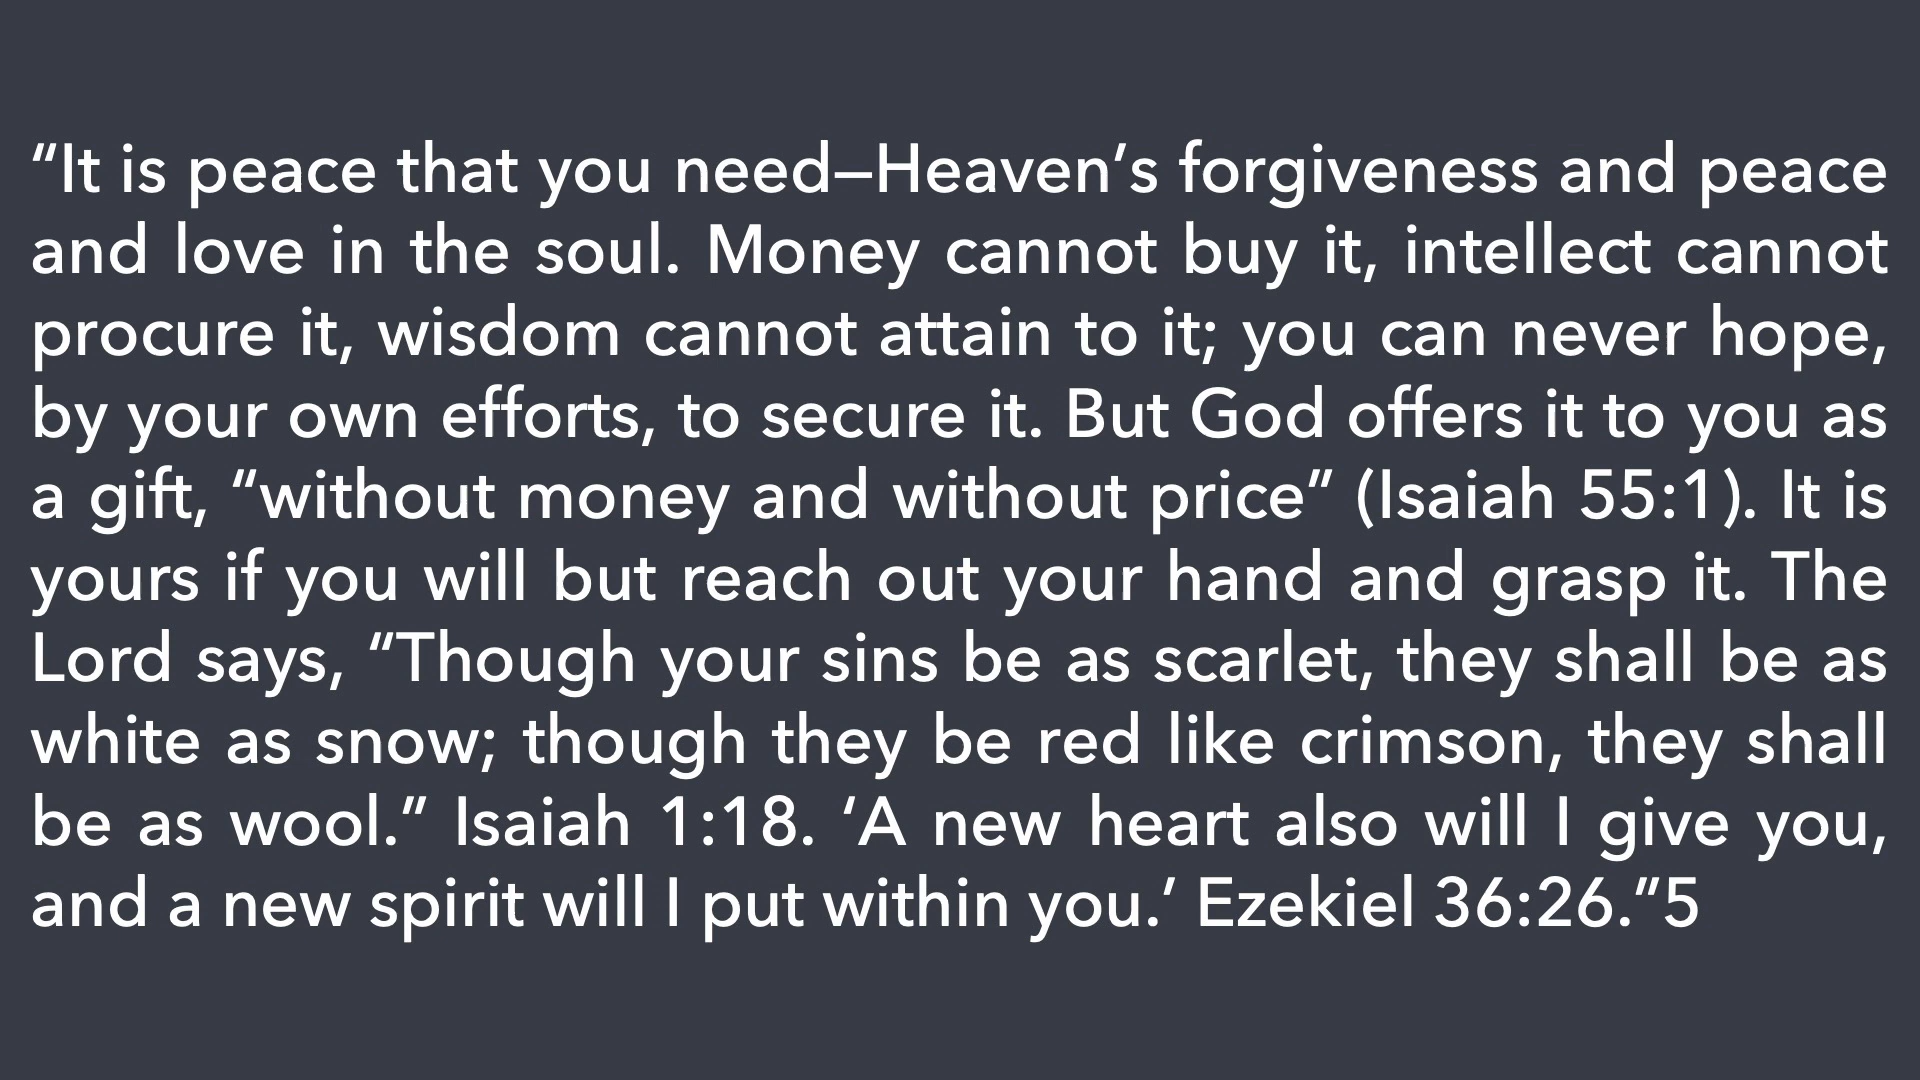 “It is peace that you need—Heaven’s forgiveness and peace
and love in the soul. Money cannot buy it, intellect cannot
procure it, wisdom cannot attain to it; you can never hope,
by your own efforts, to secure it. But God offers it to you as
a gift, “without money and without price” (Isaiah 55:1). It is
yours if you will but reach out your hand and grasp it. The
Lord says, “Though your sins be as scarlet, they shall be as
white as snow; though they be red like crimson, they shall
be as wool.” Isaiah 1:18. ‘A new heart also will I give you,
and a new spirit will I put within you.’ Ezekiel 36:26.”5